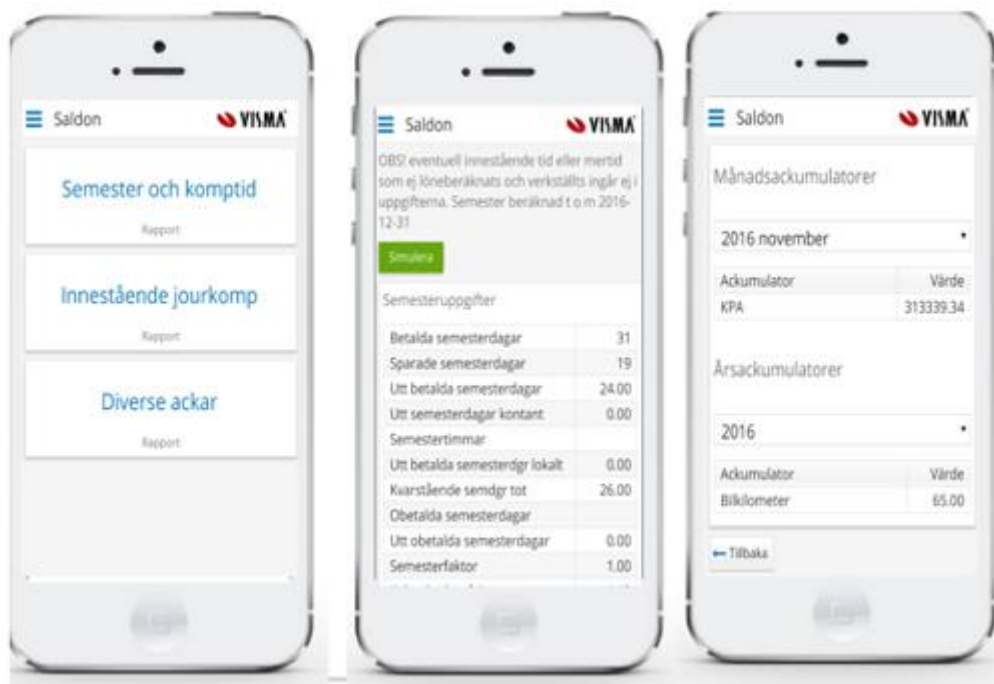 Saldon
VISMA
Semester och komptid
Rapport
Innestående jourkomp
Rapport
Diverse ackar
Rapport
Saldon
VISMA
OBS! eventuell innestående tid eller mertid
som ej löneberäknats och verkställts ingår ej i
uppgifterna. Semester beräknad t o m 2016-
12-31
Simulera
Semesteruppgifter
Betalda semesterdagar 31
Sparade semesterdagar 19
Utt betalda semesterdagar 24.00
Utt semesterdagar kontant 0.00
Semestertimmar
Utt betalda semesterdgr lokalt 0.00
Kvarstående semdgr tot 26.00
Obetalda semesterdagar
Utt obetalda semesterdagar 0.00
Semesterfaktor 1.00
Saldon
VISMA
Månadsackumulatorer
2016 november
Ackumulator Värde
KPA 313339.34
Årsackumulatorer
2016
Ackumulator Värde
Bilkilometer 65.00
Tillbaka